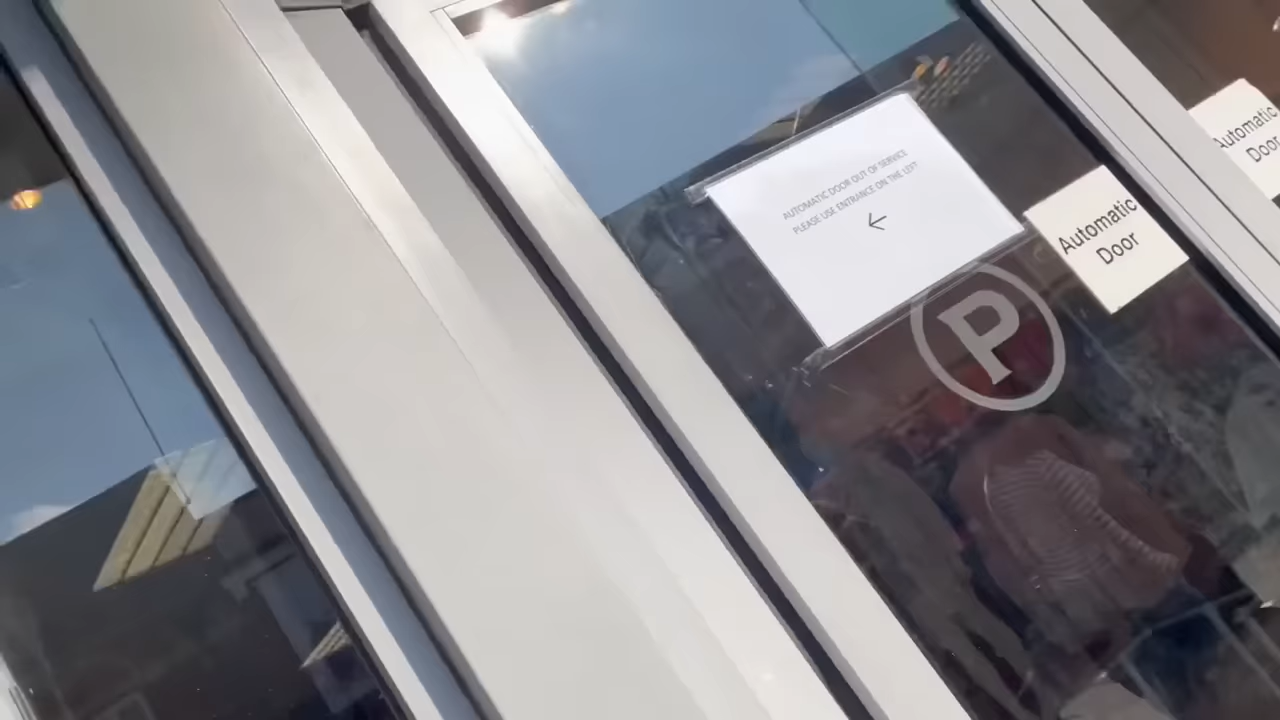 AUTOMATIC DOOR OUT OF SERVICE
PLEASE USE ENTRANCE ON THE LEFT
←
Automatic
Door
P
Automatic
Door